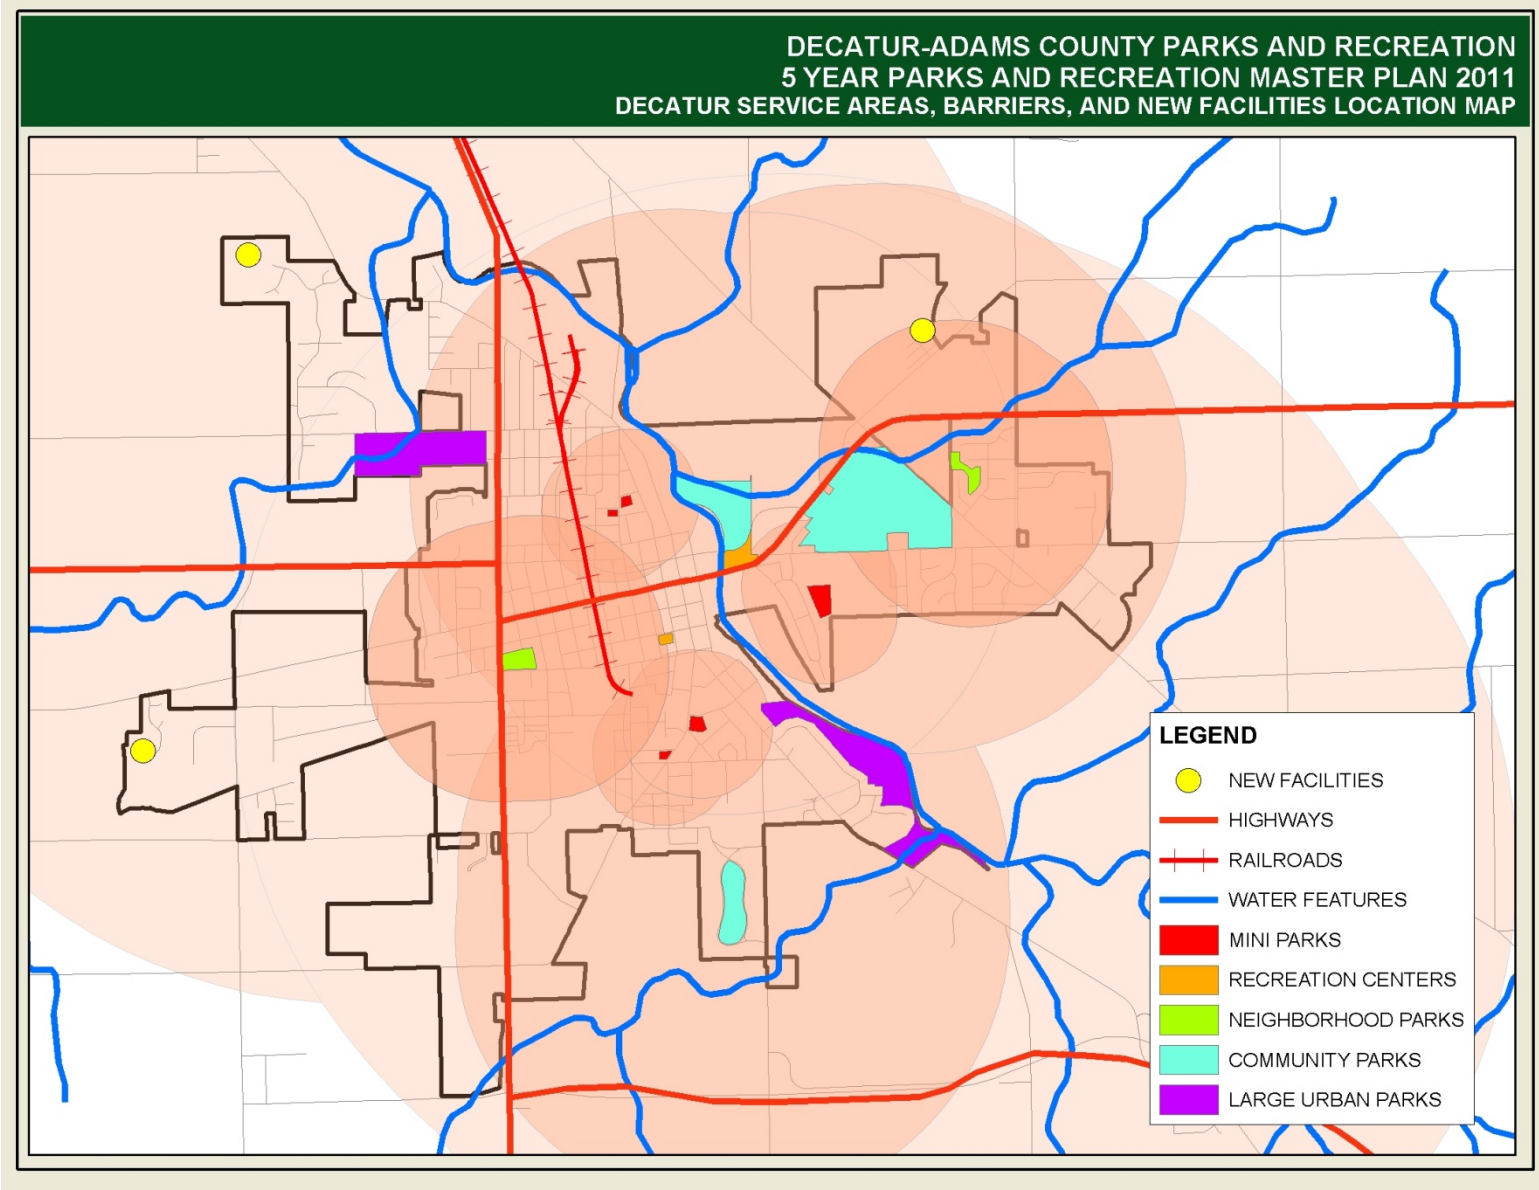 DECATUR-ADAMS COUNTY PARKS AND RECREATION
5 YEAR PARKS AND RECREATION MASTER PLAN 2011
DECATUR SERVICE AREAS, BARRIERS, AND NEW FACILITIES LOCATION MAP
LEGEND
NEW FACILITIES
HIGHWAYS
RAILROADS
WATER FEATURES
MINI PARKS
RECREATION CENTERS
NEIGHBORHOOD PARKS
COMMUNITY PARKS
LARGE URBAN PARKS